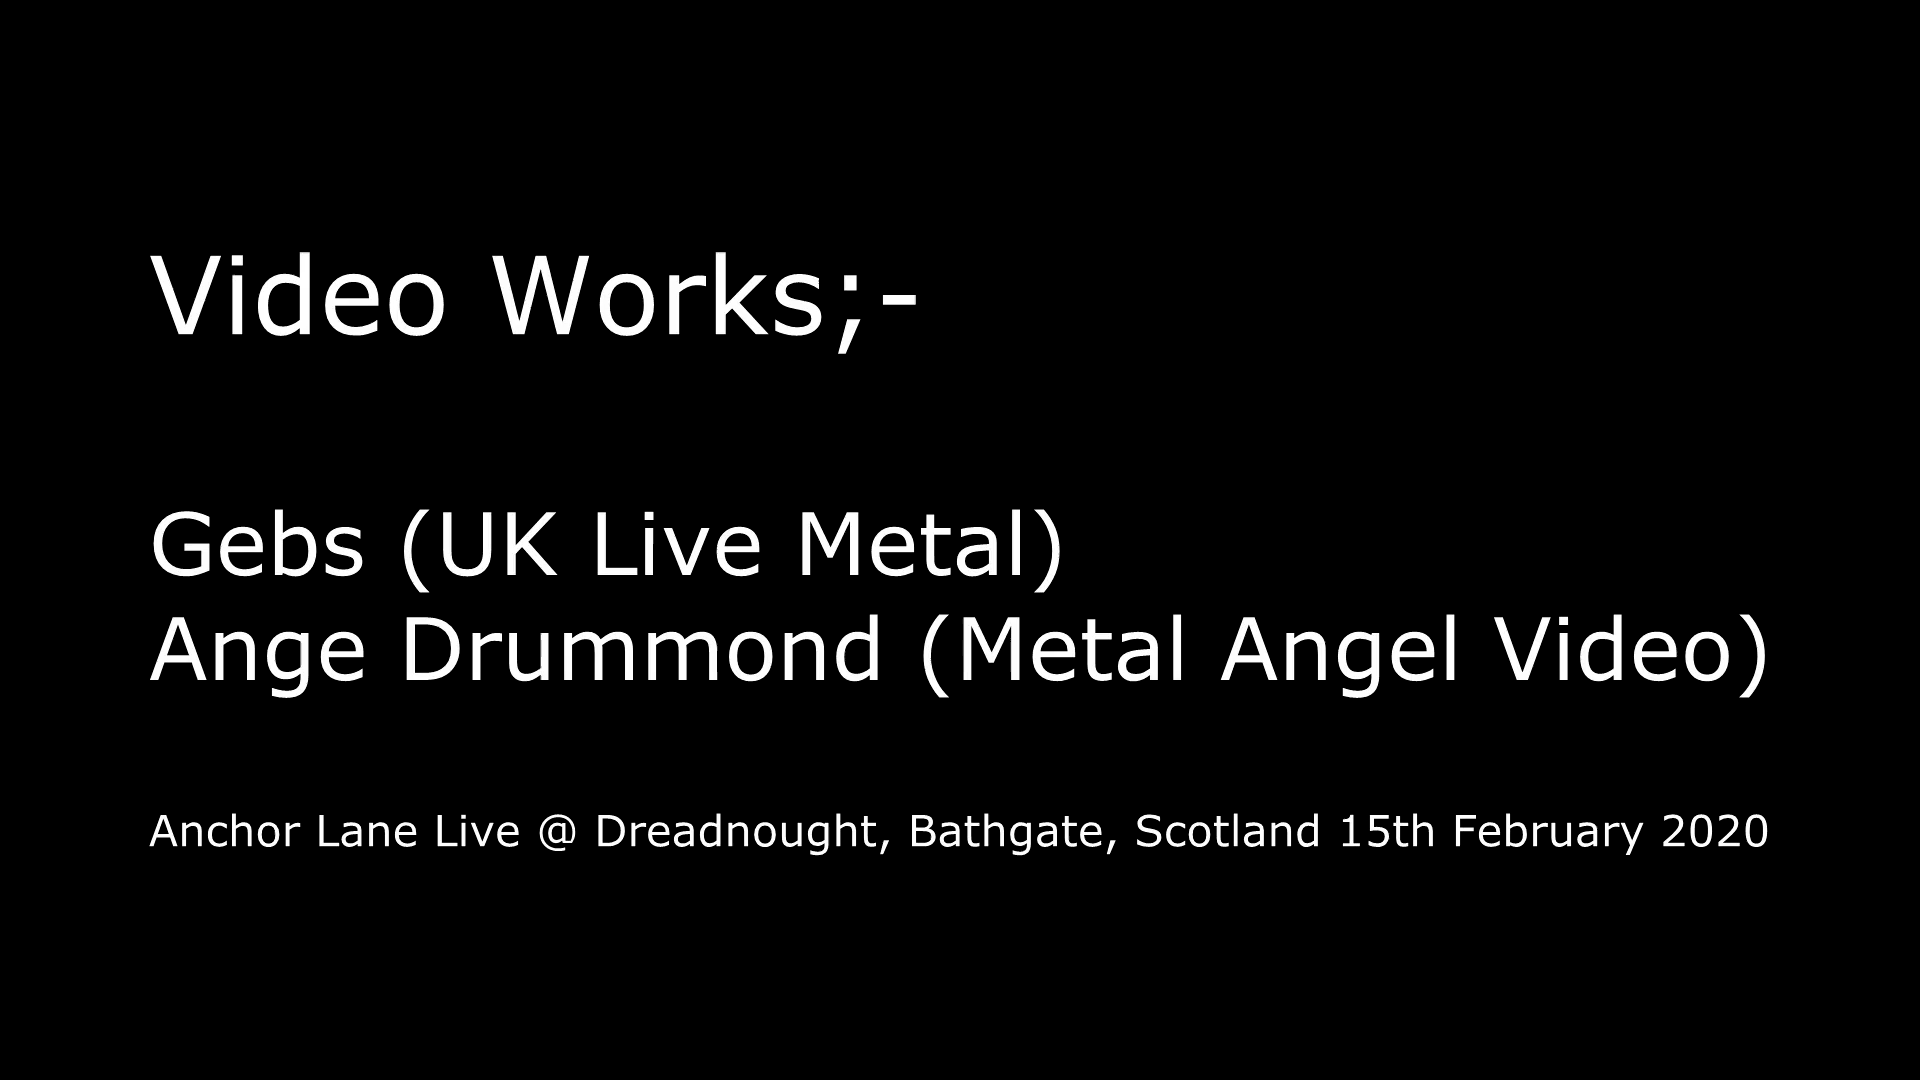 Video Works;-
Gebs (UK Live Metal)
Ange Drummond (Metal Angel Video)
Anchor Lane Live @ Dreadnought, Bathgate, Scotland 15th February 2020